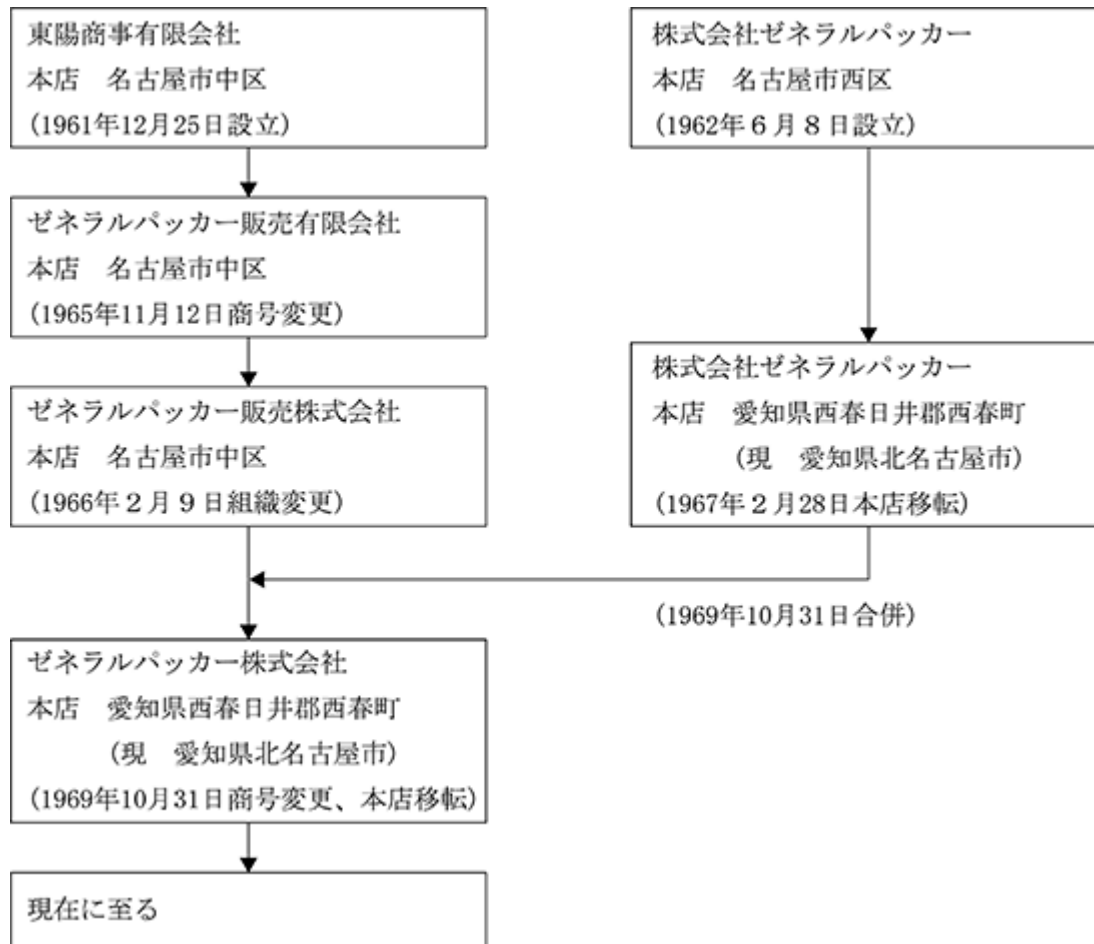 東陽商事有限会社
本店　名古屋市中区
(1961年12月25日設立)
株式会社ゼネラルパッカー
本店　名古屋市西区
(1962年６月８日設立)
ゼネラルパッカー販売有限会社
本店　名古屋市中区
(1965年11月12日商号変更)
ゼネラルパッカー販売株式会社
本店　名古屋市中区
(1966年２月９日組織変更)
株式会社ゼネラルパッカー
本店　愛知県西春日井郡西春町
(現　愛知県北名古屋市)
(1967年２月28日本店移転)
(1969年10月31日合併)
ゼネラルパッカー株式会社
本店　愛知県西春日井郡西春町
(現　愛知県北名古屋市)
(1969年10月31日商号変更、本店移転)
現在に至る